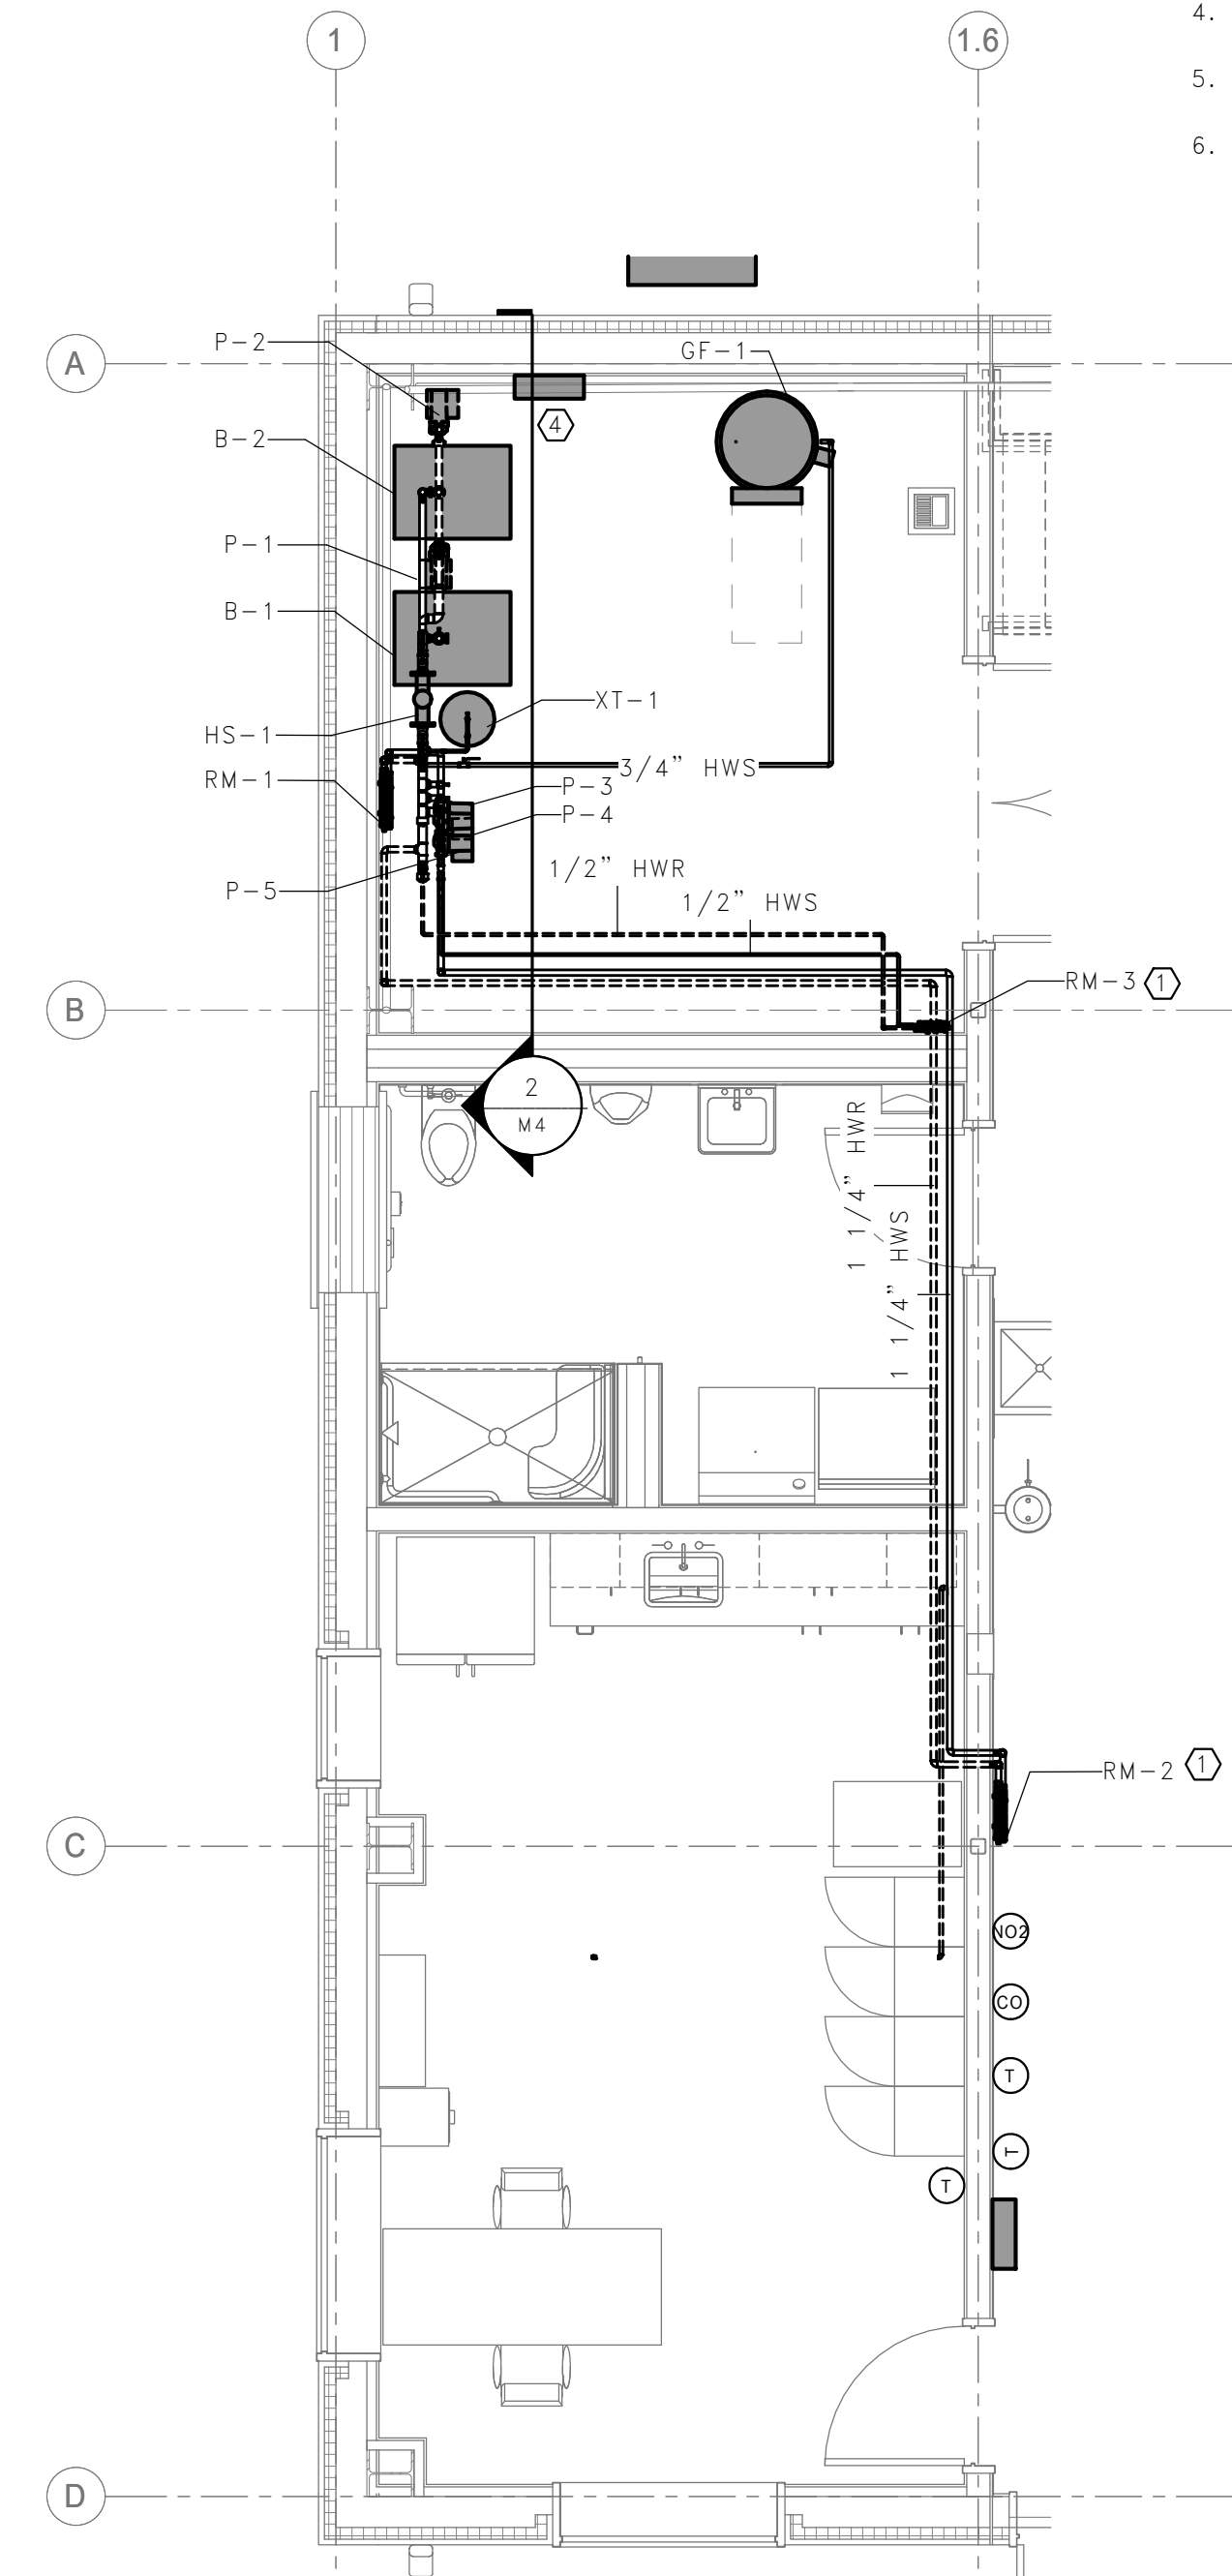 4.
1
1.6
5.
6.
P-2
GF-1
A
B-2
4
P-1
B-1
XT-1
HS-1
3/4” HWS
RM-1
P-3
P-4
1/2” HWR
P-5
1/2” HWS
RM-3 1
B
2
M4
1 1/4” HWR
1 1/4” HWS
RM-2 1
C
NO2
CO
T
T
T
D